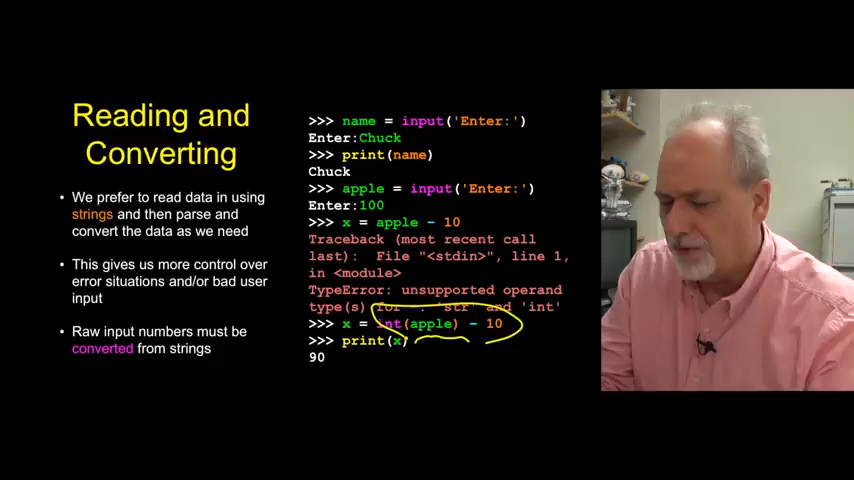 Reading and
Converting
• We prefer to read data in using
strings and then parse and
convert the data as we need
• This gives us more control over
error situations and/or bad user
input
• Raw input numbers must be
converted from strings
>>> name = input('Enter:')
Enter:Chuck
>>> print(name)
Chuck
>>> apple = input('Enter:')
Enter:100
>>> x = apple - 10
Traceback (most recent call
last):  File "<stdin>", line 1,
in <module>
TypeError: unsupported operand
type(s) for -: 'str' and 'int'
>>> x = int(apple) - 10
>>> print(x)
90